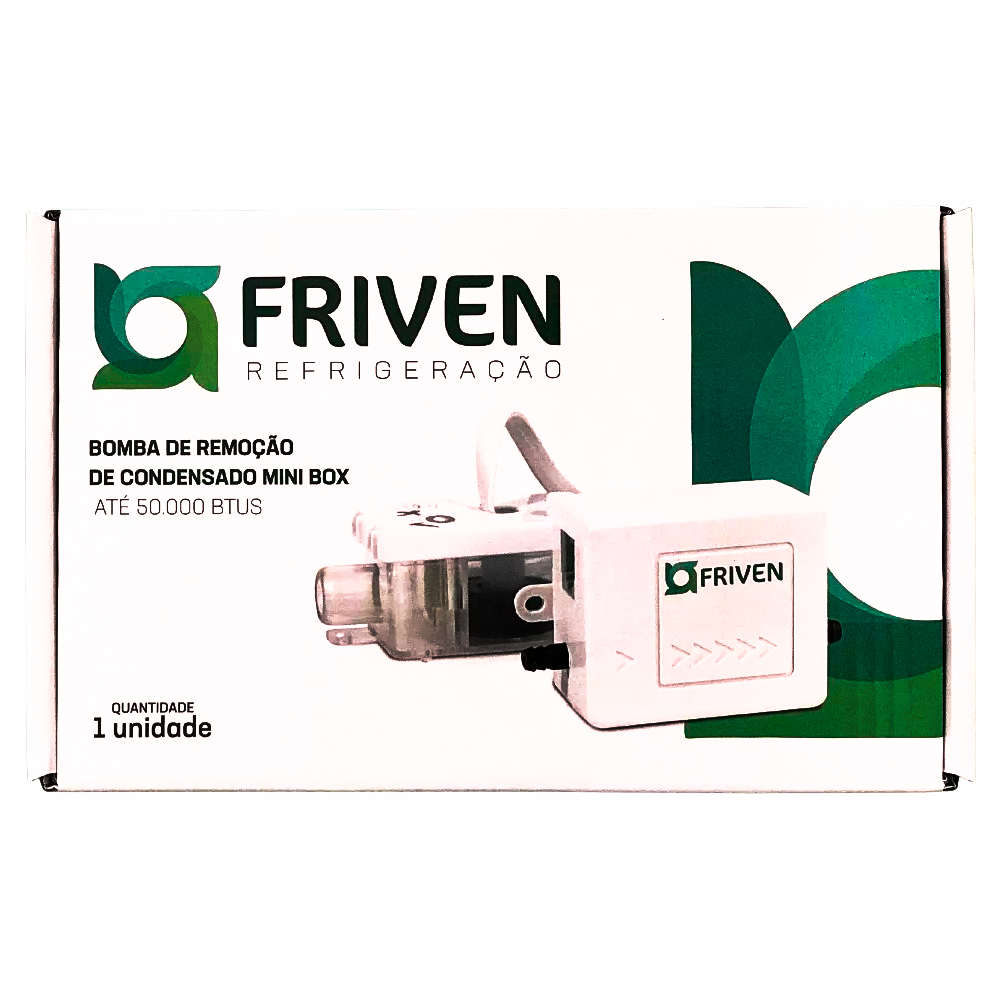 FRIVEN
REFRIGERAÇÃO
BOMBA DE REMOÇÃO
DE CONDENSADO MINI BOX
ATÉ 50.000 BTUS
FRIVEN
QUANTIDADE
1 unidade